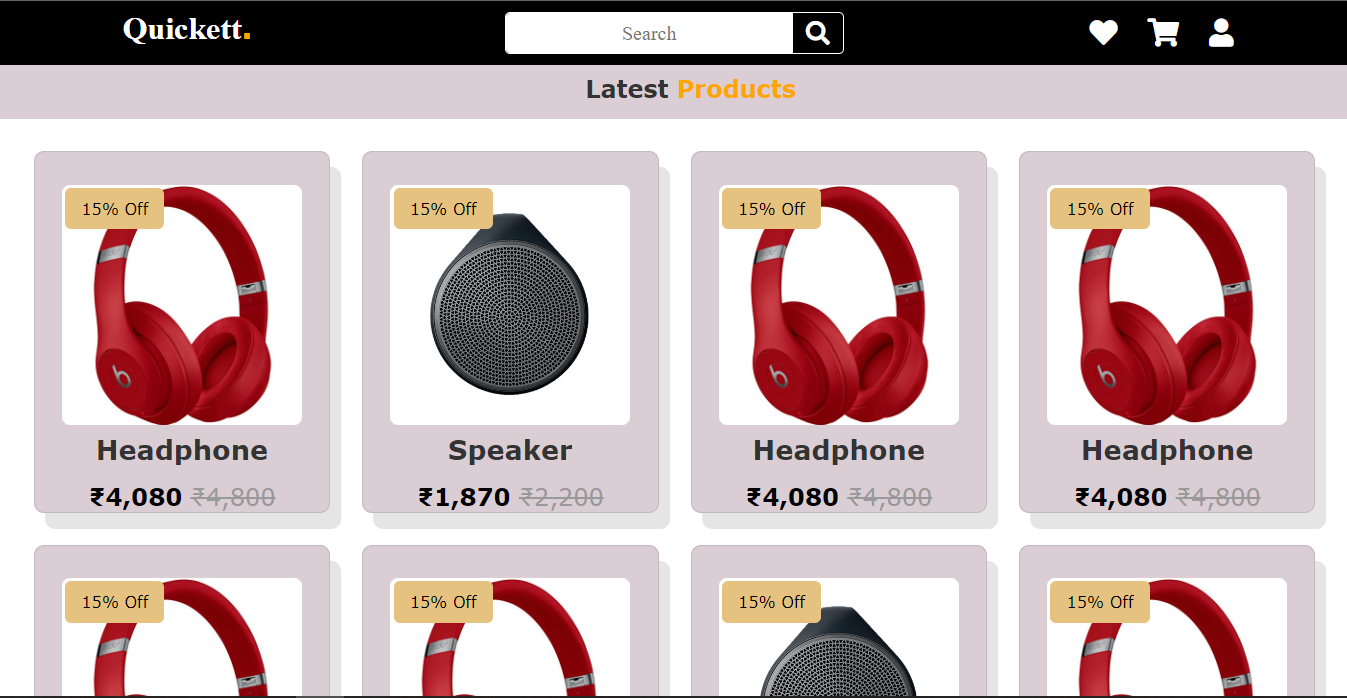 Quickett.
Search
Latest Products
15% Off
15% Off
15% Off
15% Off
Headphone
Speaker
Headphone
Headphone
₹4,080 ₹4,800
₹1,870 ₹2,200
₹4,080 ₹4,800
₹4,080 ₹4,800
15% Off
15% Off
15% Off
15% Off